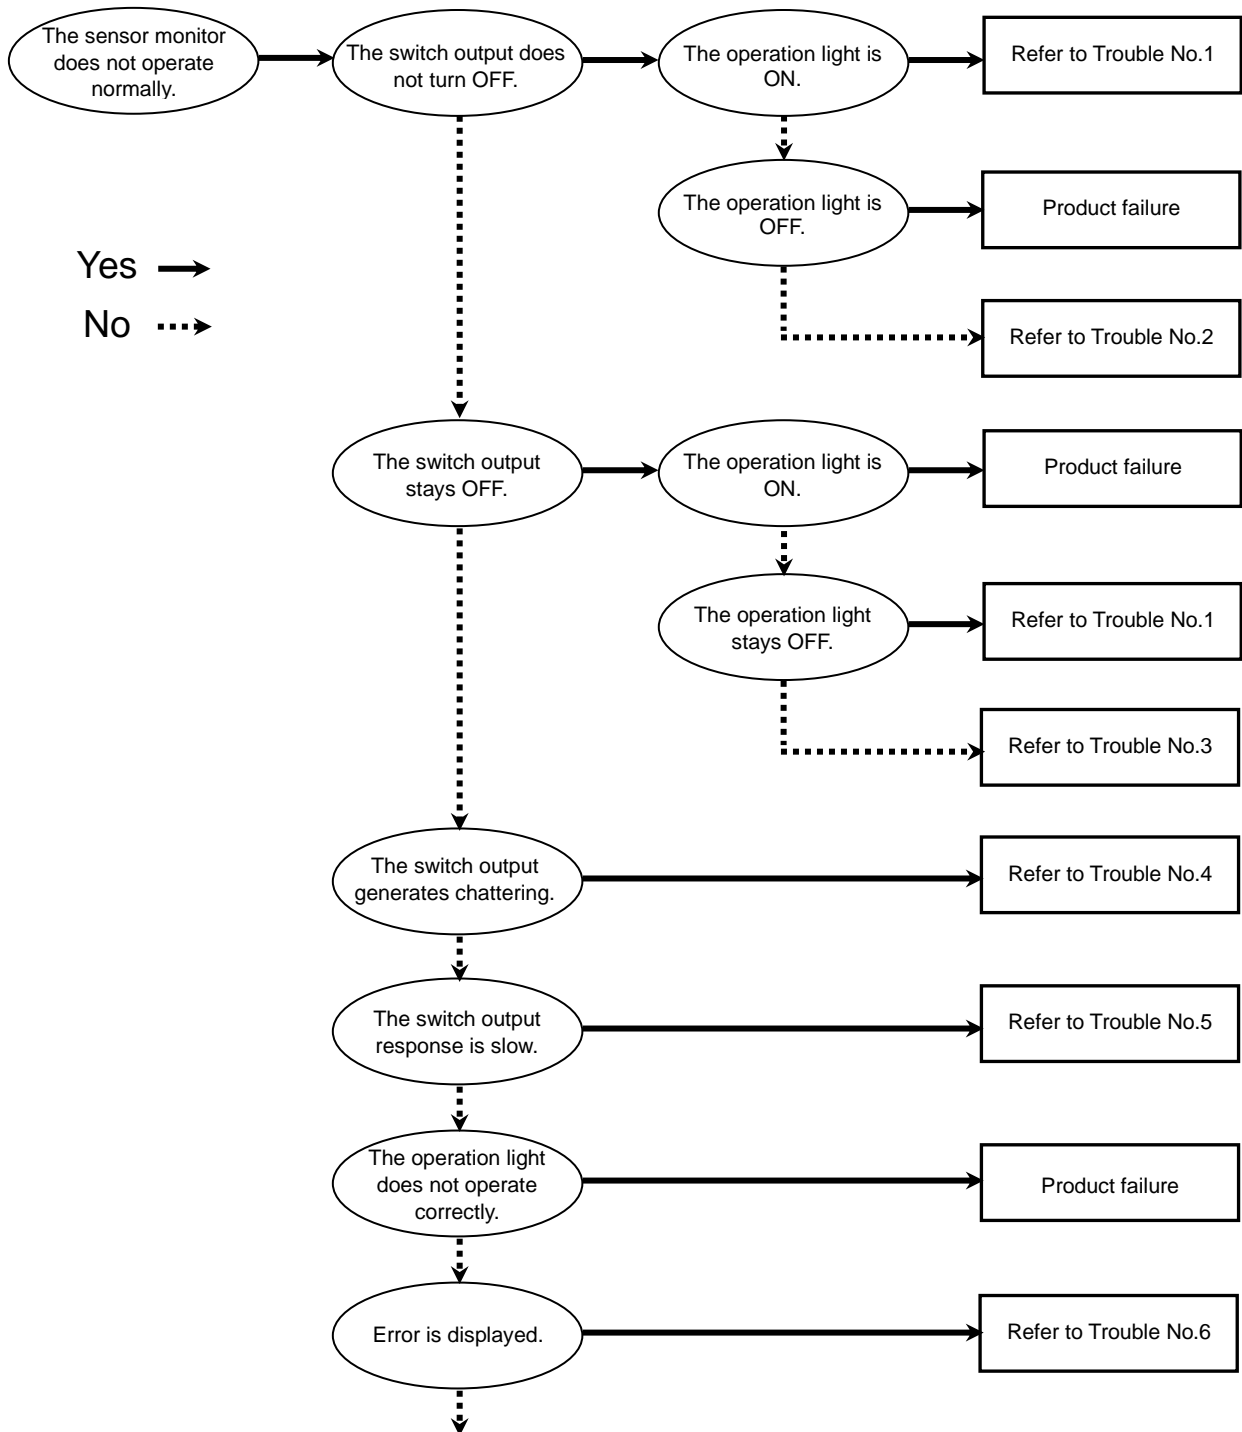 The sensor monitor
does not operate
normally.
The switch output does
not turn OFF.
The operation light is
ON.
Refer to Trouble No.1
The operation light is
OFF.
Product failure
Yes
No
Refer to Trouble No.2
The switch output
stays OFF.
The operation light is
ON.
Product failure
The operation light
stays OFF.
Refer to Trouble No.1
Refer to Trouble No.3
The switch output
generates chattering.
Refer to Trouble No.4
The switch output
response is slow.
Refer to Trouble No.5
The operation light
does not operate
correctly.
Product failure
Error is displayed.
Refer to Trouble No.6